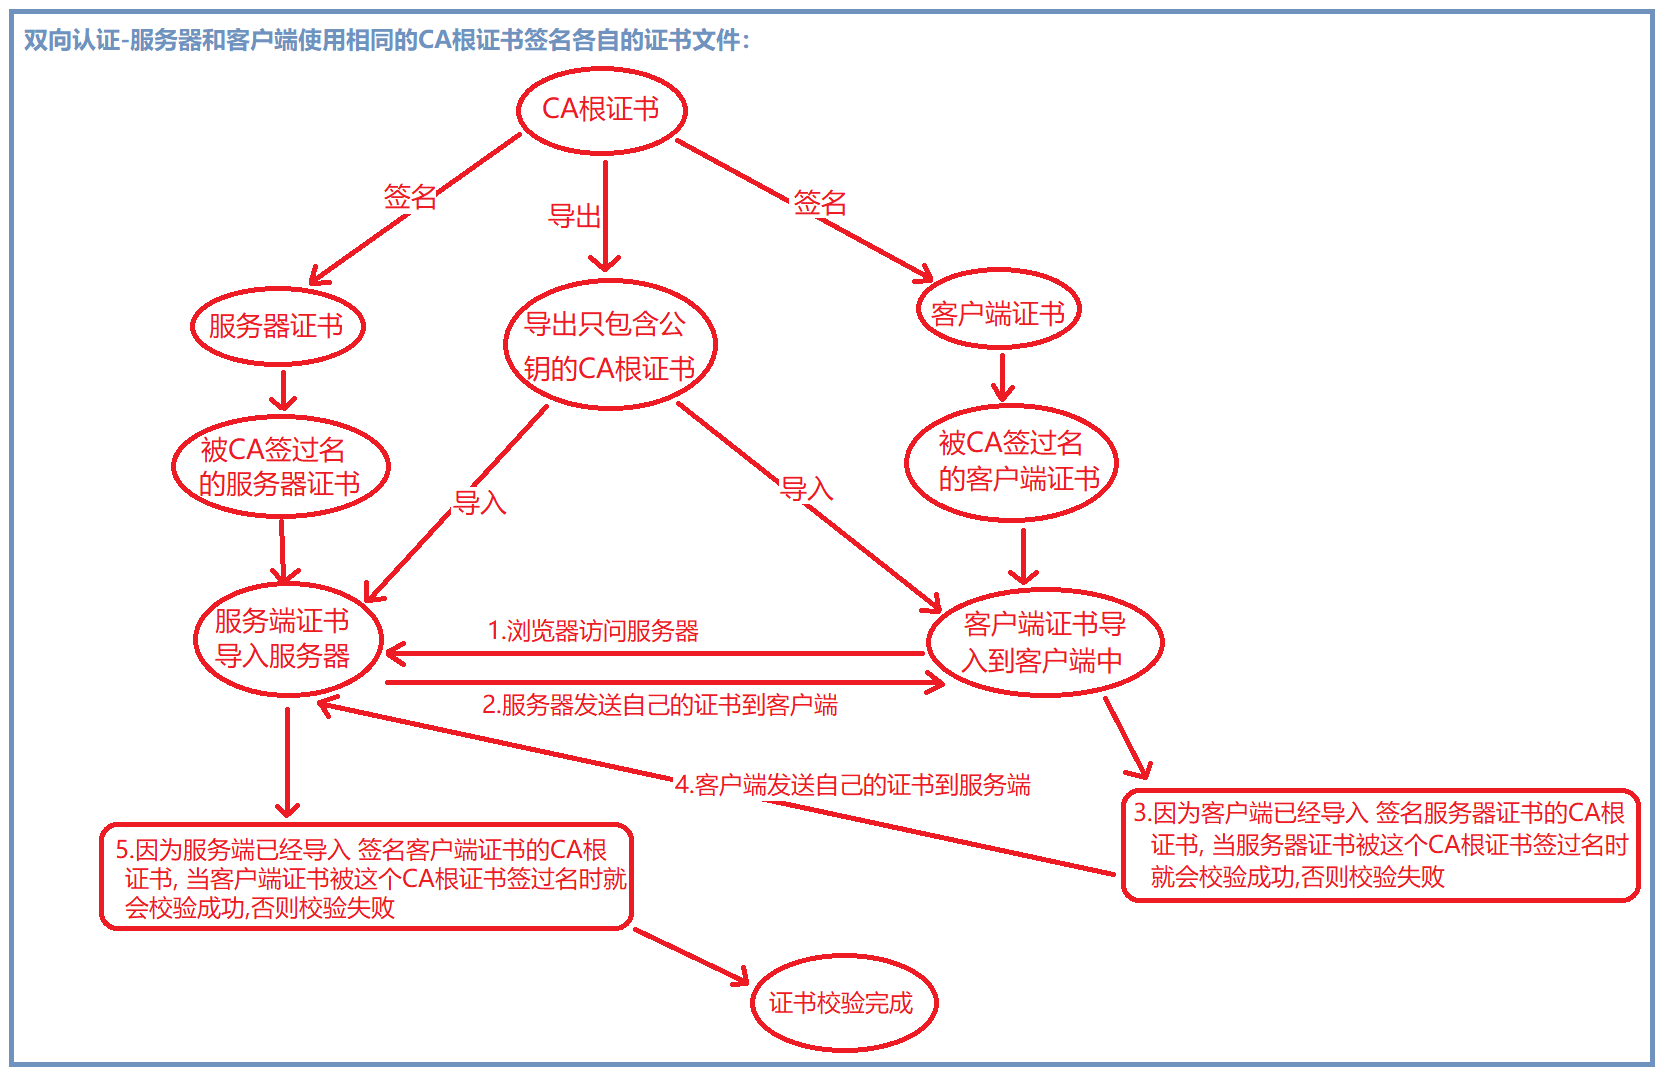 双向认证-服务器和客户端使用相同的CA根证书签名各自的证书文件：
CA根证书
签名
导出
签名
服务器证书
导出只包含公
钥的CA根证书
客户端证书
被CA签过名
的服务器证书
被CA签过名
的客户端证书
导入
导入
服务端证书
导入服务器
客户端证书导
入到客户端中
1.浏览器访问服务器
2.服务器发送自己的证书到客户端
4.客户端发送自己的证书到服务端
3.因为客户端已经导入 签名服务器证书的CA根
证书, 当服务器证书被这个CA根证书签过名时
就会校验成功,否则校验失败
5.因为服务端已经导入 签名客户端证书的CA根
证书, 当客户端证书被这个CA根证书签过名时就
会校验成功,否则校验失败
证书校验完成